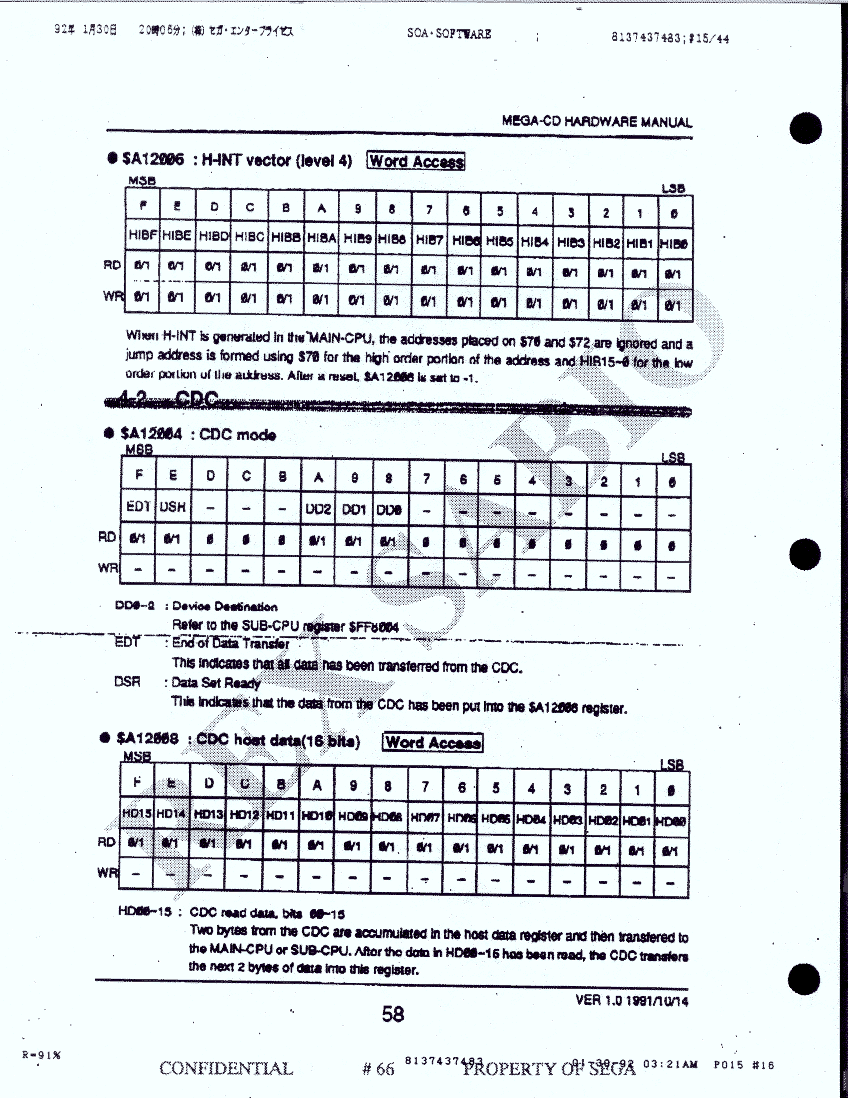 92年 1月30日 20時06分; (株) セガ・エンタープライゼス SOA-SOFTWARE ; 8137437483;#15/44
MEGA-CD HARDWARE MANUAL
● $A12006 : H-INT vector (level 4) Word Access
MSB LSB
F E D C B A 9 8 7 6 5 4 3 2 1 0
HIBF HIBE HIBD HIBC HIBB HIBA HIB9 HIB8 HIB7 HIB6 HIB5 HIB4 HIB3 HIB2 HIB1 HIB0
RD 0/1 0/1 0/1 0/1 0/1 0/1 0/1 0/1 0/1 0/1 0/1 0/1 0/1 0/1 0/1 0/1
WR 0/1 0/1 0/1 0/1 0/1 0/1 0/1 0/1 0/1 0/1 0/1 0/1 0/1 0/1 0/1 0/1
When H-INT is generated in the MAIN-CPU, the addresses placed on $70 and $72 are ignored and a
jump address is formed using $70 for the high order portion of the address and HIB15-0 for the low
order portion of the address. After a reset, $A12006 is set to -1.
4-2 CDC
● $A12004 : CDC mode
MSB LSB
F E D C B A 9 8 7 6 5 4 3 2 1 0
EDT DSR - - - DD2 DD1 DD0 - - - - - - - -
RD 0/1 0/1 0 0 0 0/1 0/1 0/1 0 0 0 0 0 0 0 0
WR - - - - - - - - - - - - - - - -
DD0-2 : Device Destination
Refer to the SUB-CPU register $FF8004
EDT : End of Data Transfer
This indicates that all data has been transferred from the CDC.
DSR : Data Set Ready
This indicates that the data from the CDC has been put into the $A12008 register.
● $A12008 : CDC host data(16 bits) Word Access
MSB LSB
F E D C B A 9 8 7 6 5 4 3 2 1 0
HD15 HD14 HD13 HD12 HD11 HD10 HD09 HD08 HD07 HD06 HD05 HD04 HD03 HD02 HD01 HD00
RD 0/1 0/1 0/1 0/1 0/1 0/1 0/1 0/1 0/1 0/1 0/1 0/1 0/1 0/1 0/1 0/1
WR - - - - - - - - - - - - - - - -
HD00-15 : CDC read data, bits 00-15
Two bytes from the CDC are accumulated in the host data register and then transfered to
the MAIN-CPU or SUB-CPU. After the data in HD00-15 has been read, the CDC transfers
the next 2 bytes of data into this register.
VER 1.0 1991/10/14
58
R=91%
CONFIDENTIAL #66 8137437483 PROPERTY OF SEGA 01-30-92 03:21AM P015 #16